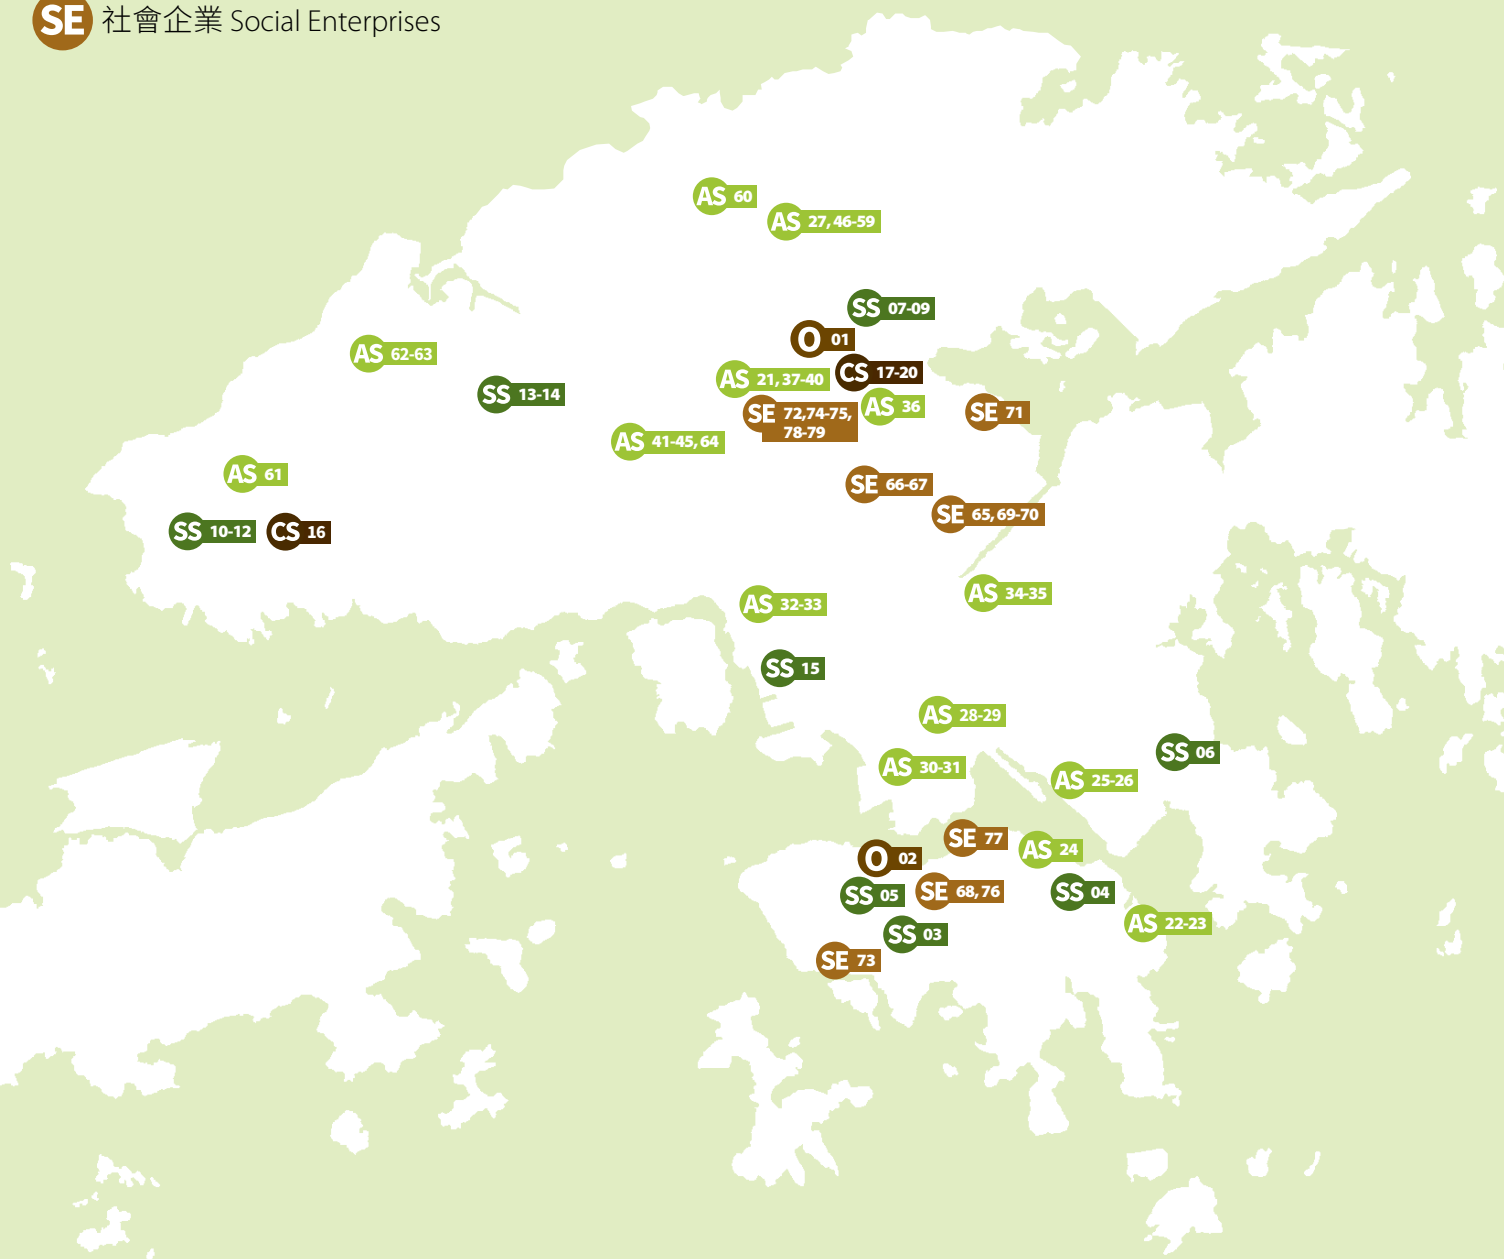 SE 社會企業 Social Enterprises
AS 60
AS 27, 46-59
SS 07-09
O 01
AS 62-63
CS 17-20
AS 21, 37-40
SS 13-14
AS 36
SE 72,74-75,
78-79
SE 71
AS 41-45, 64
AS 61
SE 66-67
SE 65, 69-70
SS 10-12
CS 16
AS 34-35
AS 32-33
SS 15
AS 28-29
SS 06
AS 30-31
AS 25-26
SE 77
AS 24
O 02
SS 05
SE 68, 76
SS 04
AS 22-23
SS 03
SE 73